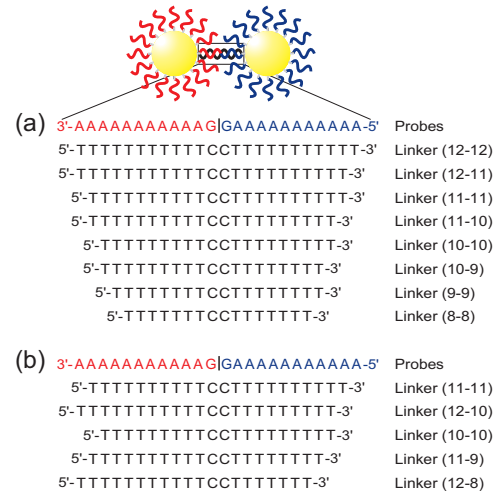 (a)
3'-AAAAAAAAAAAG|GAAAAAAAAAAA-5' Probes
5'-TTTTTTTTTTTCCTTTTTTTTTTT-3' Linker (12-12)
5'-TTTTTTTTTTTCCTTTTTTTTTT-3' Linker (12-11)
5'-TTTTTTTTTTCCTTTTTTTTTT-3' Linker (11-11)
5'-TTTTTTTTTTCCTTTTTTTTT-3' Linker (11-10)
5'-TTTTTTTTTCCTTTTTTTTT-3' Linker (10-10)
5'-TTTTTTTTTCCTTTTTTTT-3' Linker (10-9)
5'-TTTTTTTTCCTTTTTTTT-3' Linker (9-9)
5'-TTTTTTTCCTTTTTTT-3' Linker (8-8)
(b)
3'-AAAAAAAAAAAG|GAAAAAAAAAAA-5' Probes
5'-TTTTTTTTTTCCTTTTTTTTTT-3' Linker (11-11)
5'-TTTTTTTTTTTCCTTTTTTTTT-3' Linker (12-10)
5'-TTTTTTTTTCCTTTTTTTTT-3' Linker (10-10)
5'-TTTTTTTTTTCCTTTTTTTT-3' Linker (11-9)
5'-TTTTTTTTTTTCCTTTTTTT-3' Linker (12-8)